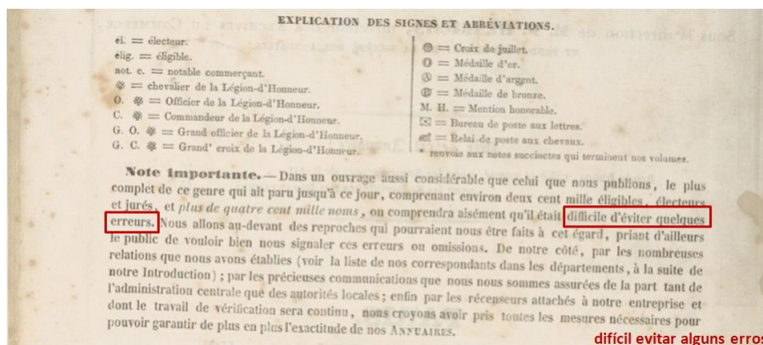 EXPLICATION DES SIGNES ET ABRÉVIATIONS.
él. = électeur.
élig. = éligible.
not. c. = notable commerçant.
= chevalier de la Légion-d'Honneur.
O. = Officier de la Légion-d'Honneur.
C. = Commandeur de la Légion-d'Honneur.
G. O. = Grand officier de la Légion-d'Honneur.
G. C. = Grand' croix de la Légion-d'Honneur.
= Croix de juillet.
= Médaille d'or.
= Médaille d'argent.
= Médaille de bronze.
M. H. = Mention honorable.
= Bureau de poste aux lettres.
= Relai de poste aux chevaux.
* renvoie aux notes succinctes qui terminent nos volumes.
Note importante. — Dans un ouvrage aussi considérable que celui que nous publions, le plus
complet de ce genre qui ait paru jusqu'à ce jour, comprenant environ deux cent mille éligibles, électeurs
et jurés, et plus de quatre cent mille noms, on comprendra aisément qu'il était difficile d'éviter quelques
erreurs. Nous allons au-devant des reproches qui pourraient nous être faits à cet égard, priant d'ailleurs
le public de vouloir bien nous signaler ces erreurs ou omissions. De notre côté, par les nombreuses
relations que nous avons établies (voir la liste de nos correspondants dans les départements, à la suite de
notre Introduction) ; par les précieuses communications que nous nous sommes assurées de la part tant de
l'administration centrale que des autorités locales ; enfin par les récenseurs attachés à notre entreprise et
dont le travail de vérification sera continu, nous croyons avoir pris toutes les mesures nécessaires pour
pouvoir garantir de plus en plus l'exactitude de nos ANNUAIRES.
difícil evitar alguns erros